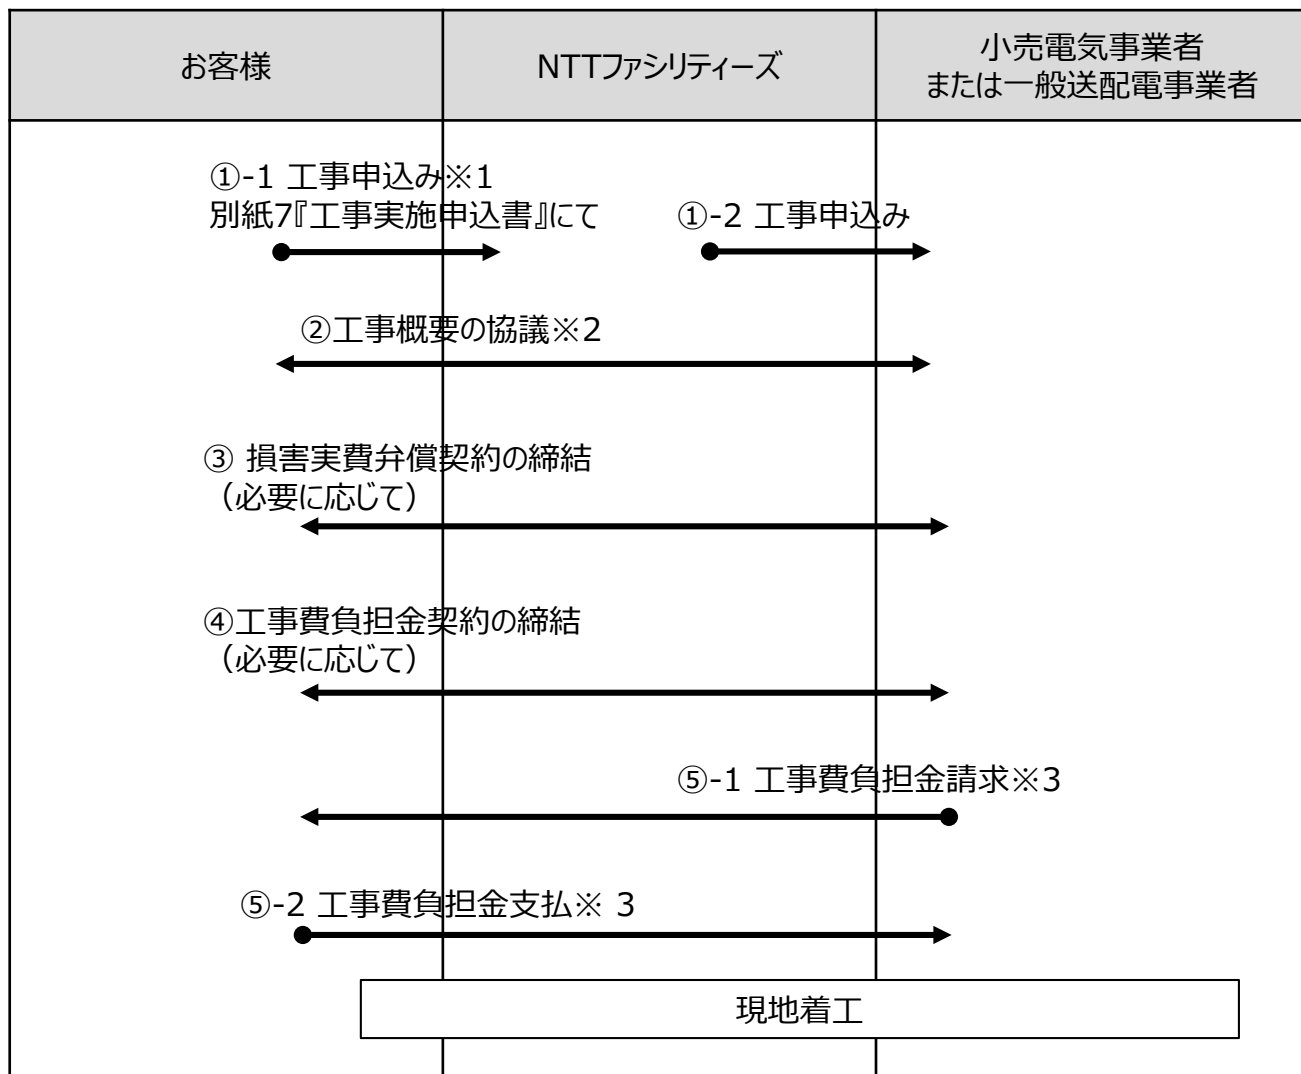 お客様
NTTファシリティーズ
小売電気事業者
または一般送配電事業者
①-1 工事申込み※1
別紙7『工事実施申込書』にて
①-2 工事申込み
②工事概要の協議※2
③ 損害実費弁償契約の締結
（必要に応じて）
④工事費負担金契約の締結
（必要に応じて）
⑤-1 工事費負担金請求※3
⑤-2 工事費負担金支払※ 3
現地着工